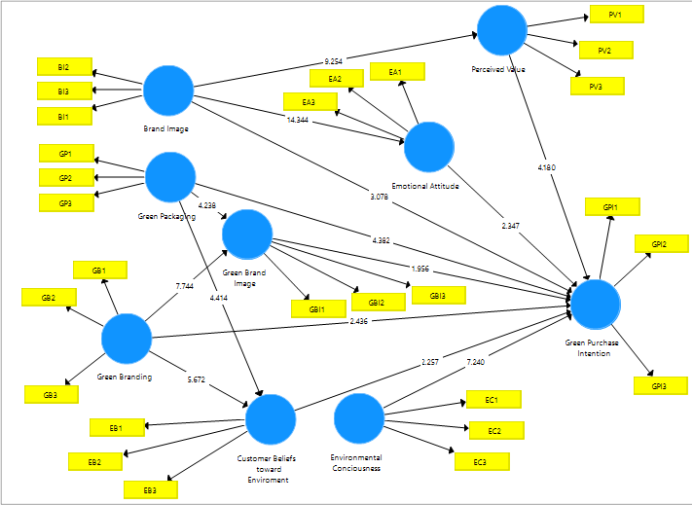 PV1
PV2
PV3
Perceived Value
9.254
BI2
BI3
BI1
Brand Image
EA2
EA1
EA3
14.344
Emotional Attitude
4.180
GP1
GP2
GP3
Green Packaging
4.238
3.078
2.347
4.382
GPI1
GPI2
GPI3
Green Purchase
Intention
Green Brand
Image
1.956
GBI1
GBI2
GBI3
7.744
4.414
GB1
GB2
GB3
Green Branding
2.436
5.672
2.257
7.240
EB1
EB2
EB3
Customer Beliefs
toward
Enviroment
Environmental
Conciousness
EC1
EC2
EC3